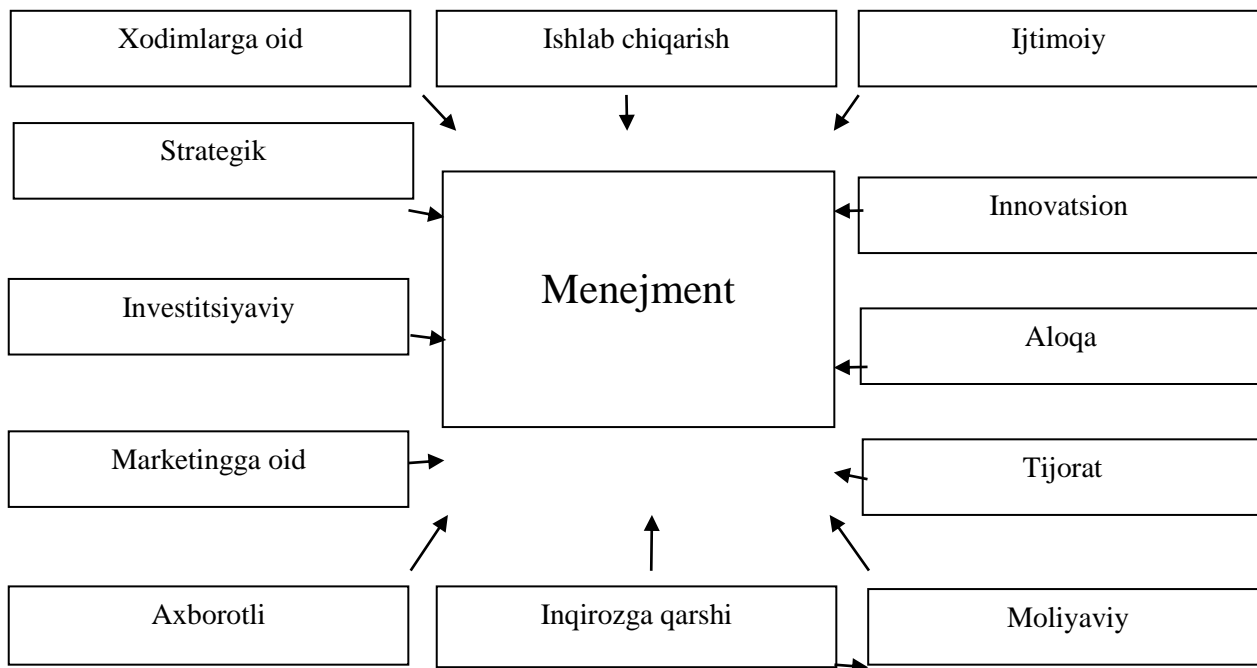 Xodimlarga oid
Ishlab chiqarish
Ijtimoiy
Strategik
Innovatsion
Menejment
Investitsiyaviy
Aloqa
Marketingga oid
Tijorat
Axborotli
Inqirozga qarshi
Moliyaviy